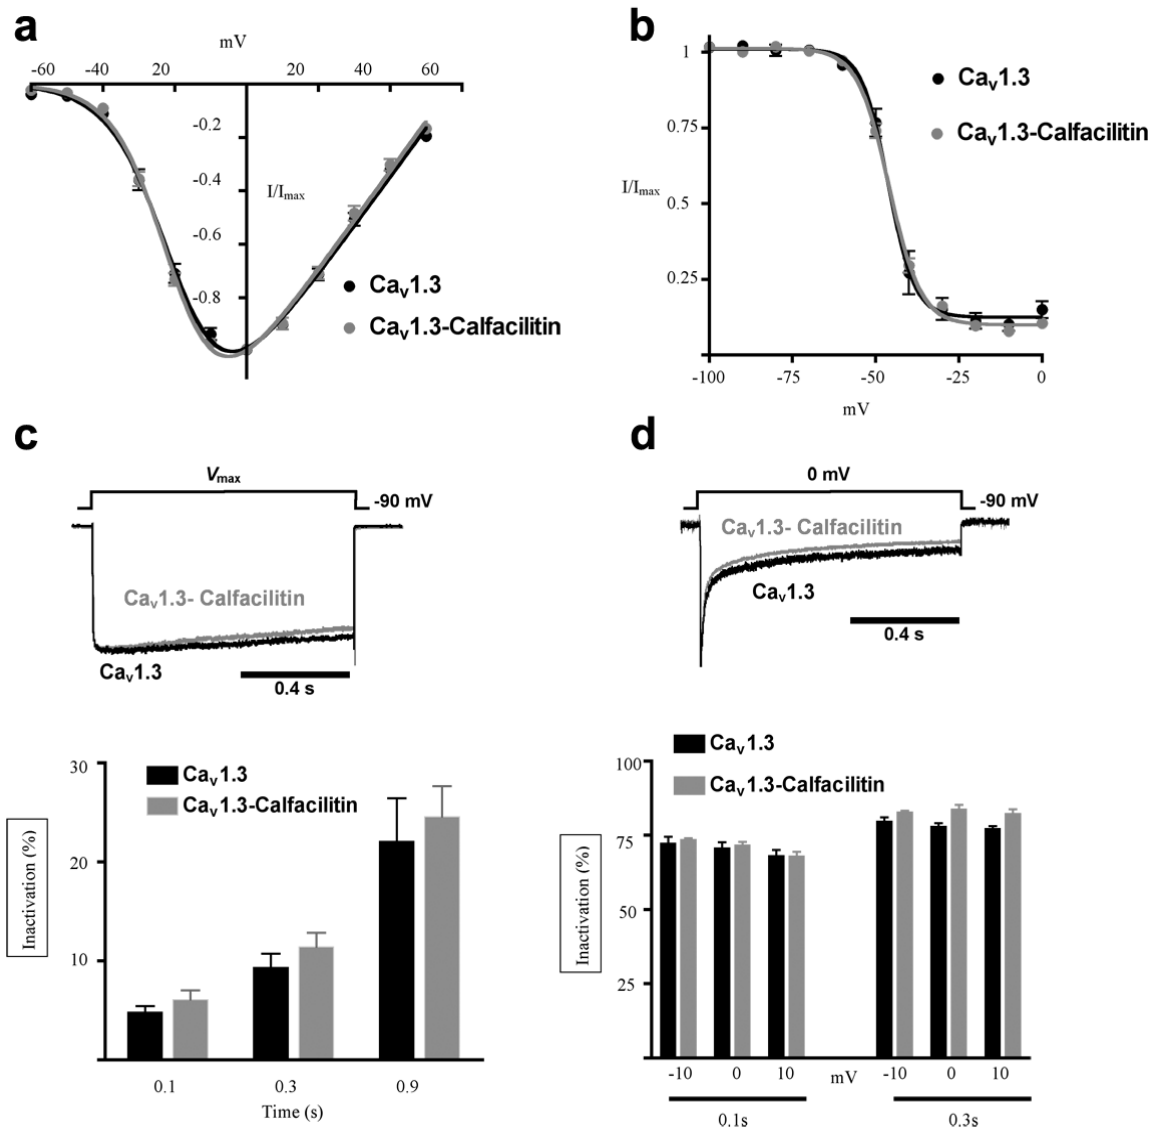 a
mV
-60 -40 20 20 40 60
-0.2
-0.4
I/Imax
-0.6
-0.8
Cav1.3
Cav1.3-Calfacilitin
b
1
0.75
I/Imax
0.5
0.25
-100 -75 -50 -25 0
mV
Cav1.3
Cav1.3-Calfacilitin
c
Vmax
-90 mV
Cav1.3- Calfacilitin
Cav1.3
0.4 s
30
20
10
Inactivation (%)
Cav1.3
Cav1.3-Calfacilitin
0.1 0.3 0.9
Time (s)
d
0 mV
-90 mV
Cav1.3- Calfacilitin
Cav1.3
0.4 s
Cav1.3
Cav1.3-Calfacilitin
100
75
50
25
Inactivation (%)
-10 0 10 mV -10 0 10
0.1s 0.3s